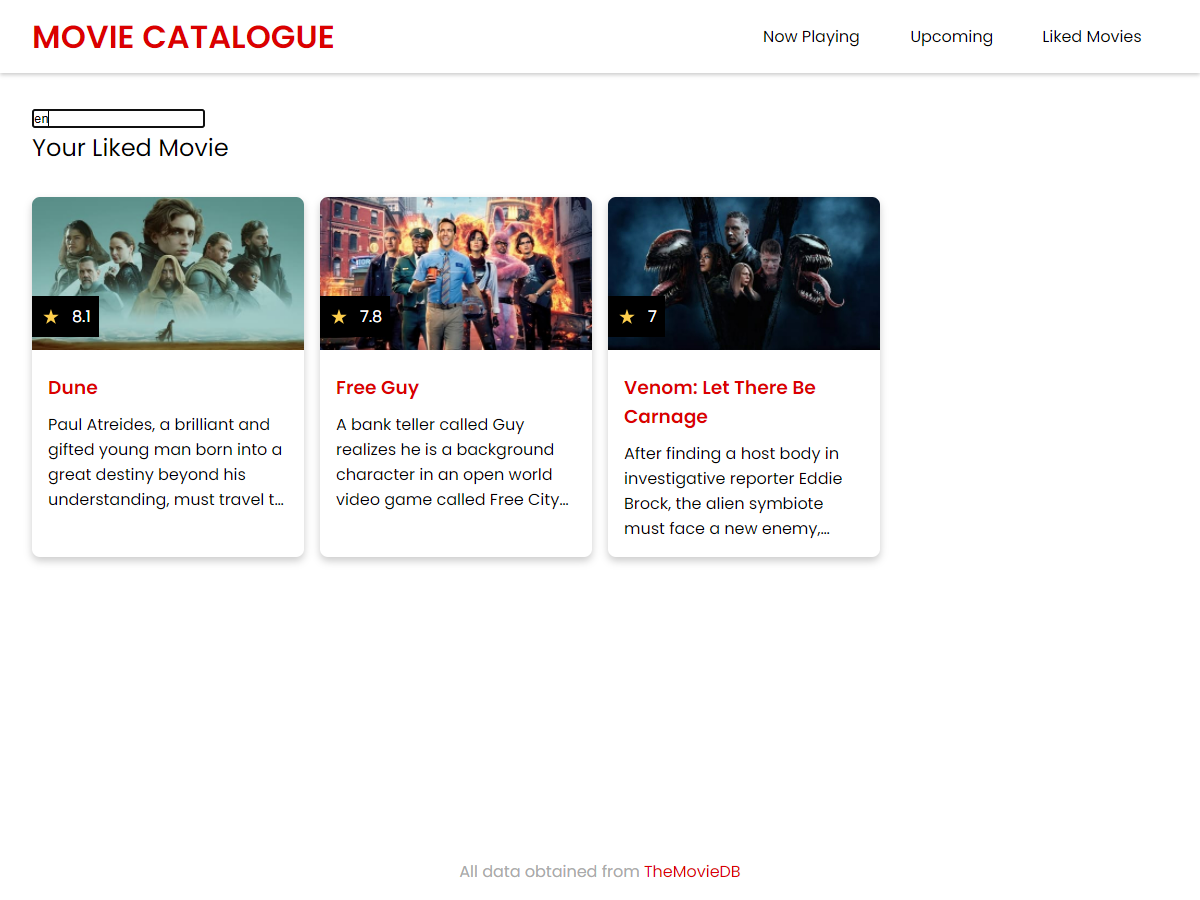 MOVIE CATALOGUE
Now Playing
Upcoming
Liked Movies
en
Your Liked Movie
★ 8.1
★ 7.8
★ 7
Dune
Paul Atreides, a brilliant and
gifted young man born into a
great destiny beyond his
understanding, must travel t...
Free Guy
A bank teller called Guy
realizes he is a background
character in an open world
video game called Free City...
Venom: Let There Be
Carnage
After finding a host body in
investigative reporter Eddie
Brock, the alien symbiote
must face a new enemy,...
All data obtained from TheMovieDB